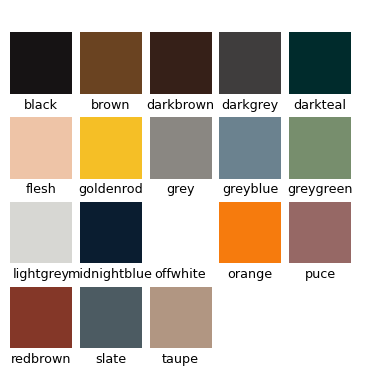 black brown darkbrown darkgrey darkteal
flesh goldenrod grey greyblue greygreen
lightgrey midnightblue offwhite orange puce
redbrown slate taupe